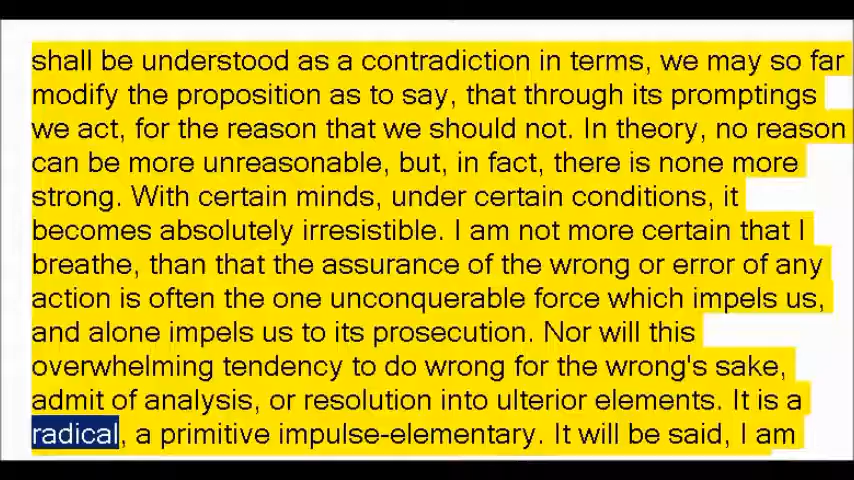 shall be understood as a contradiction in terms, we may so far
modify the proposition as to say, that through its promptings
we act, for the reason that we should not. In theory, no reason
can be more unreasonable, but, in fact, there is none more
strong. With certain minds, under certain conditions, it
becomes absolutely irresistible. I am not more certain that I
breathe, than that the assurance of the wrong or error of any
action is often the one unconquerable force which impels us,
and alone impels us to its prosecution. Nor will this
overwhelming tendency to do wrong for the wrong's sake,
admit of analysis, or resolution into ulterior elements. It is a
radical, a primitive impulse-elementary. It will be said, I am